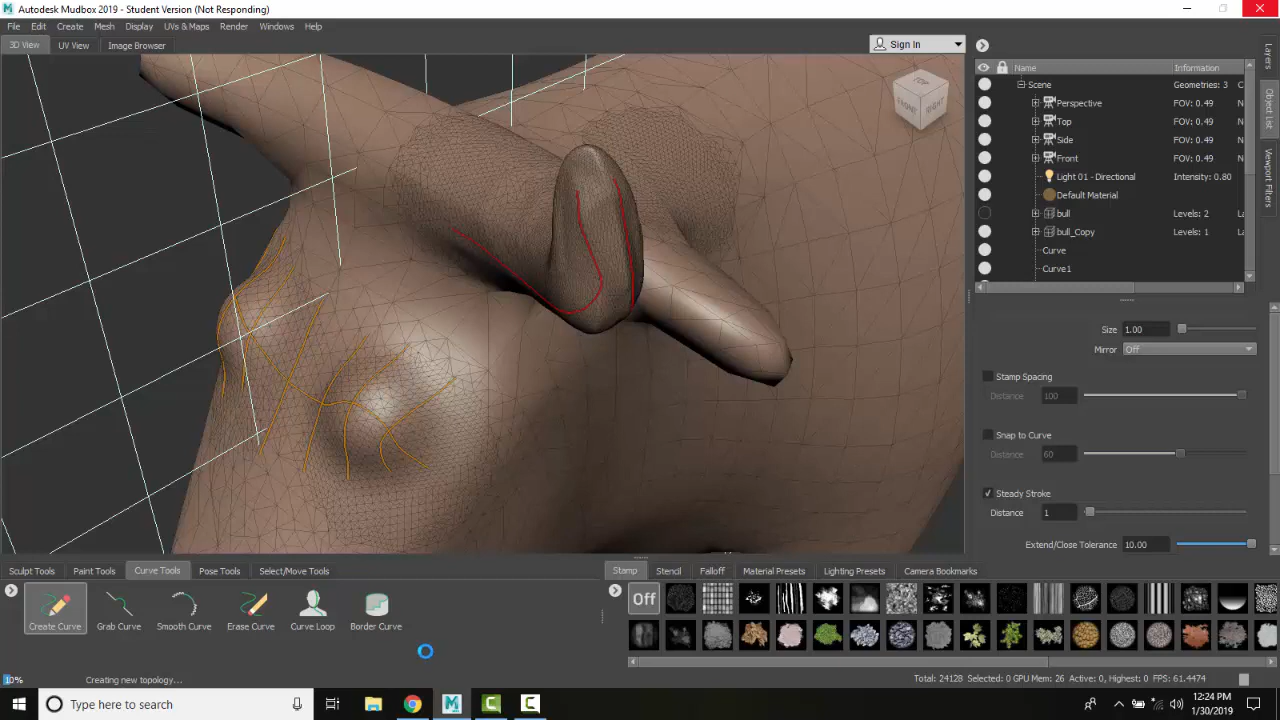 Autodesk Mudbox 2019 - Student Version (Not Responding)
File Edit Create Mesh Display UVs & Maps Render Windows Help
3D View UV View Image Browser
Sign In
TOP
FRONT
RIGHT
Name Information
Scene Geometries: 3 C
Perspective FOV: 0.49 N
Top FOV: 0.49 N
Side FOV: 0.49 N
Front FOV: 0.49 N
Light 01 - Directional Intensity: 0.80
Default Material
bull Levels: 2 La
bull_Copy Levels: 1 La
Curve
Curve1
Layers
Object List
Viewport Filters
Size 1.00
Mirror Off
Stamp Spacing
Distance 100
Snap to Curve
Distance 60
Steady Stroke
Distance 1
Extend/Close Tolerance 10.00
Sculpt Tools Paint Tools Curve Tools Pose Tools Select/Move Tools
Create Curve Grab Curve Smooth Curve Erase Curve Curve Loop Border Curve
Stamp Stencil Falloff Material Presets Lighting Presets Camera Bookmarks
Off
10% Creating new topology...
Total: 24128 Selected: 0 GPU Mem: 26 Active: 0, Highest: 0 FPS: 61.4474
Type here to search
12:24 PM
1/30/2019